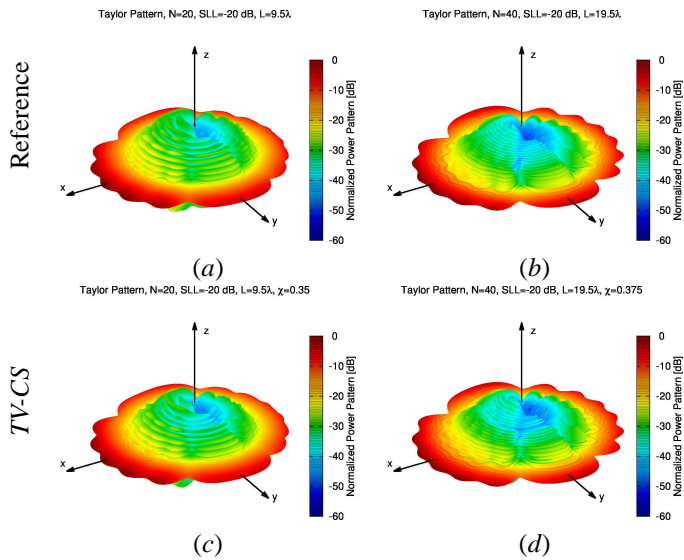 Taylor Pattern, N=20, SLL=-20 dB, L=9.5λ
Taylor Pattern, N=40, SLL=-20 dB, L=19.5λ
Reference
z
x
y
0
-10
-20
-30
-40
-50
-60
Normalized Power Pattern [dB]
z
x
y
0
-10
-20
-30
-40
-50
-60
Normalized Power Pattern [dB]
(a)
(b)
Taylor Pattern, N=20, SLL=-20 dB, L=9.5λ, χ=0.35
Taylor Pattern, N=40, SLL=-20 dB, L=19.5λ, χ=0.375
TV-CS
z
x
y
0
-10
-20
-30
-40
-50
-60
Normalized Power Pattern [dB]
z
x
y
0
-10
-20
-30
-40
-50
-60
Normalized Power Pattern [dB]
(c)
(d)